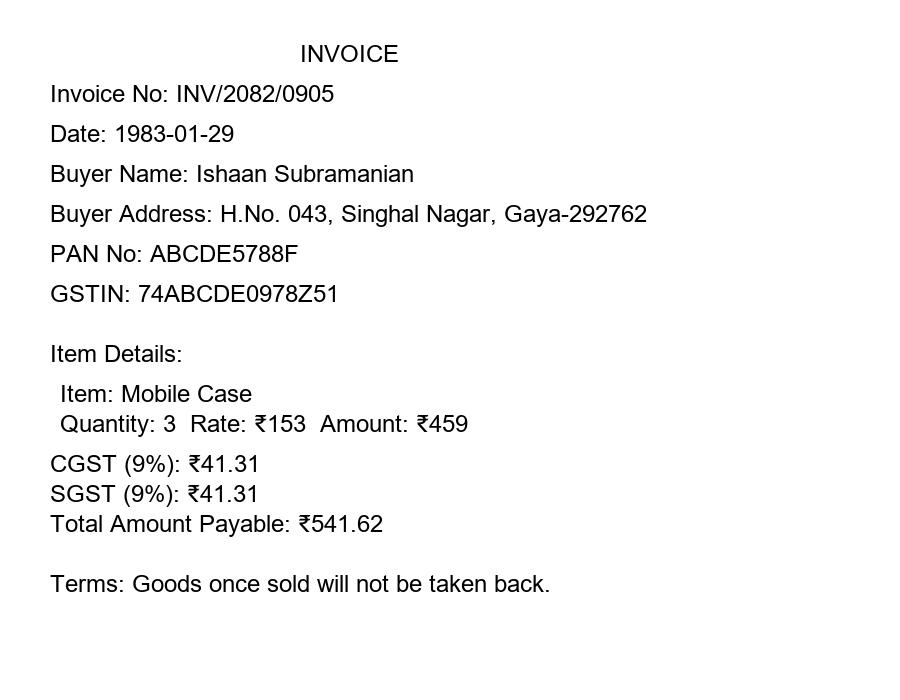 INVOICE
Invoice No: INV/2082/0905
Date: 1983-01-29
Buyer Name: Ishaan Subramanian
Buyer Address: H.No. 043, Singhal Nagar, Gaya-292762
PAN No: ABCDE5788F
GSTIN: 74ABCDE0978Z51
Item Details:
Item: Mobile Case
Quantity: 3  Rate: ₹153  Amount: ₹459
CGST (9%): ₹41.31
SGST (9%): ₹41.31
Total Amount Payable: ₹541.62
Terms: Goods once sold will not be taken back.